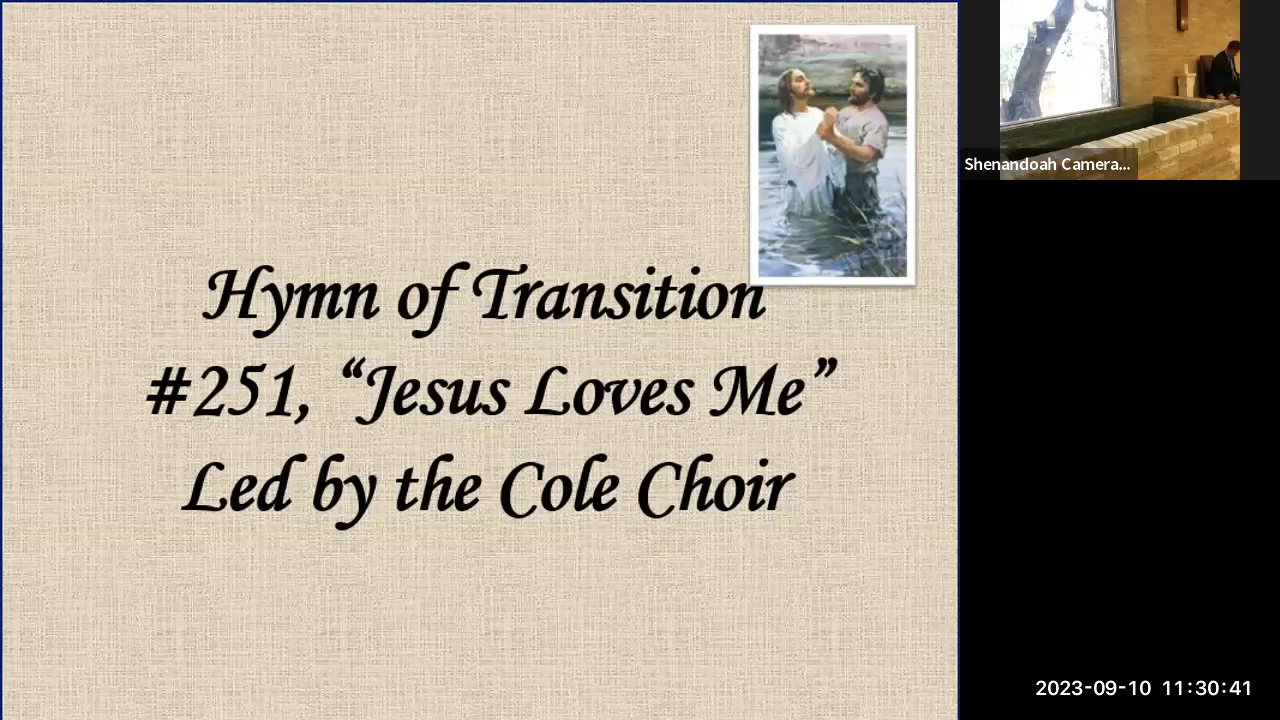 Hymn of Transition
#251, “Jesus Loves Me”
Led by the Cole Choir
Shenandoah Camera...
2023-09-10 11:30:41